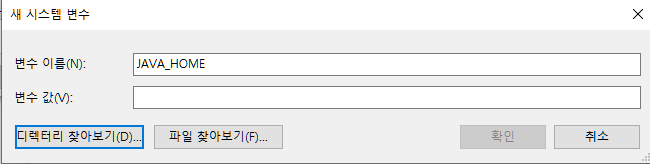 새 시스템 변수
변수 이름(N):
JAVA_HOME
변수 값(V):
디렉터리 찾아보기(D)...
파일 찾아보기(F)...
확인
취소